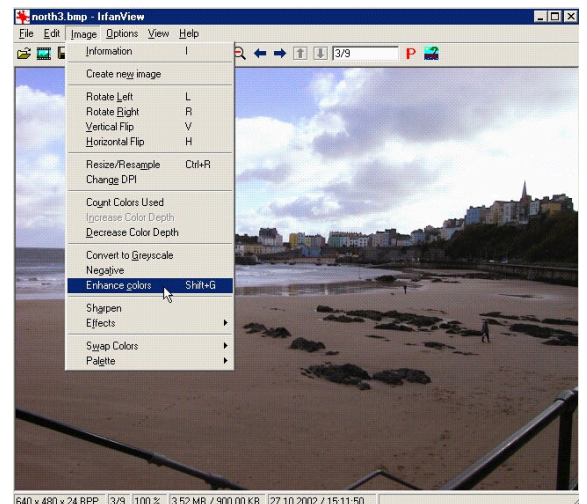 north3.bmp - IrfanView
File Edit Image Options View Help
3/9 P
Information I
Create new image
Rotate Left L
Rotate Right R
Vertical Flip V
Horizontal Flip H
Resize/Resample Ctrl+R
Change DPI
Count Colors Used
Increase Color Depth
Decrease Color Depth
Convert to Greyscale
Negative
Enhance colors Shift+G
Sharpen
Effects
Swap Colors
Palette
640 x 480 x 24 BPP 3/9 100 % 3.52 MB / 900.00 KB 27.10.2002 / 15:11:50